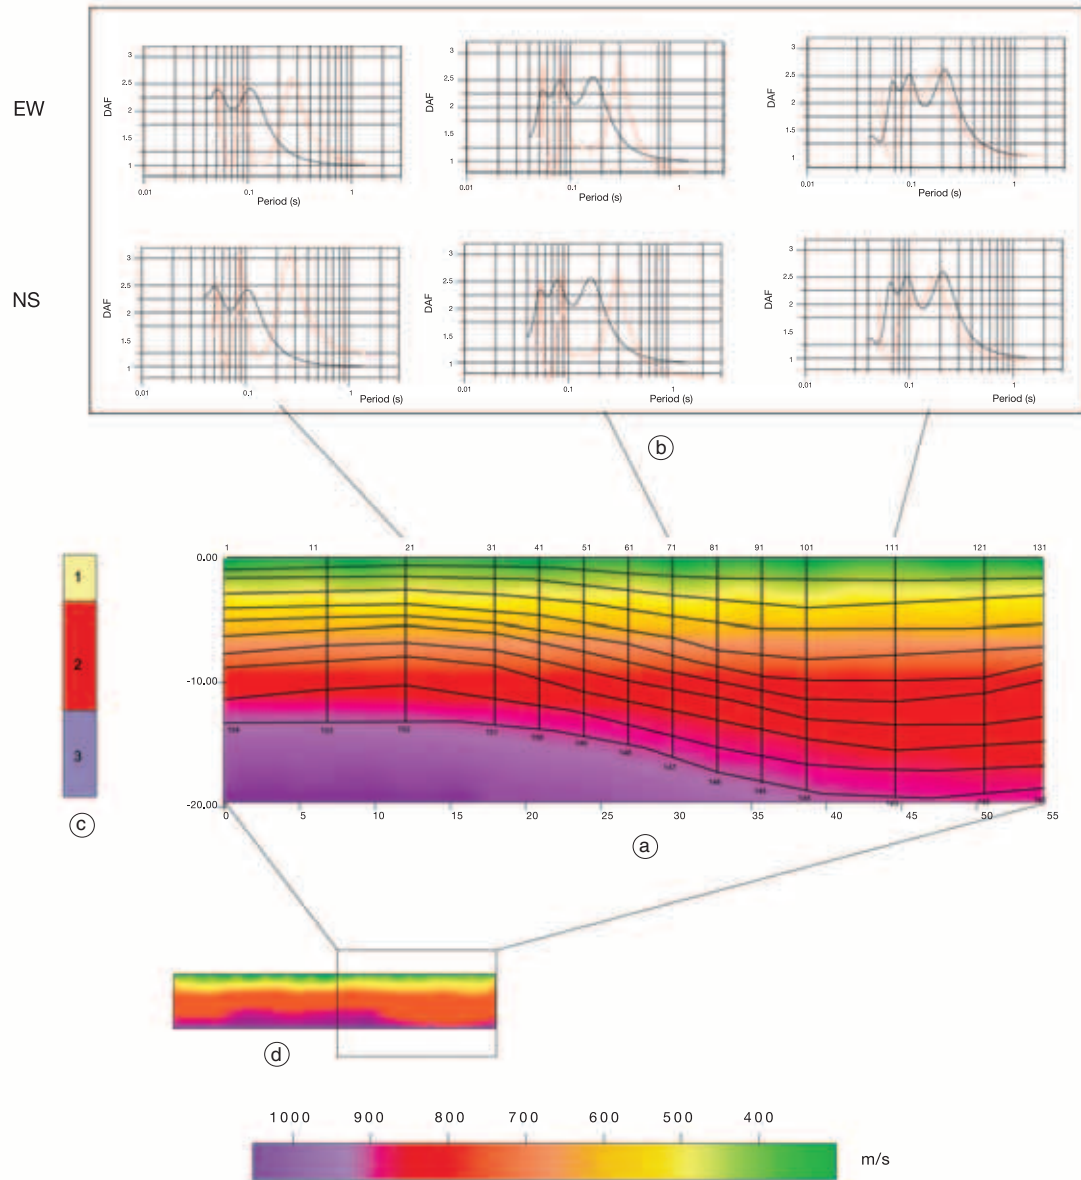 EW
DAF
3
2.5
2
1.5
1
0.01 0.1 1
Period (s)
DAF
3
2.5
2
1.5
1
0.01 0.1 1
Period (s)
DAF
3
2.5
2
1.5
1
0.01 0.1 1
Period (s)
NS
DAF
3
2.5
2
1.5
1
0.01 0.1 1 Period (s)
DAF
3
2.5
2
1.5
1
0.01 0.1 1 Period (s)
DAF
3
2.5
2
1.5
1
0.01 0.1 1 Period (s)
b
1 11 21 31 41 51 61 71 81 91 101 111 121 131
0.00
-10.00
-20.00
0 5 10 15 20 25 30 35 40 45 50 55
a
1
2
3
c
d
1000 900 800 700 600 500 400
m/s